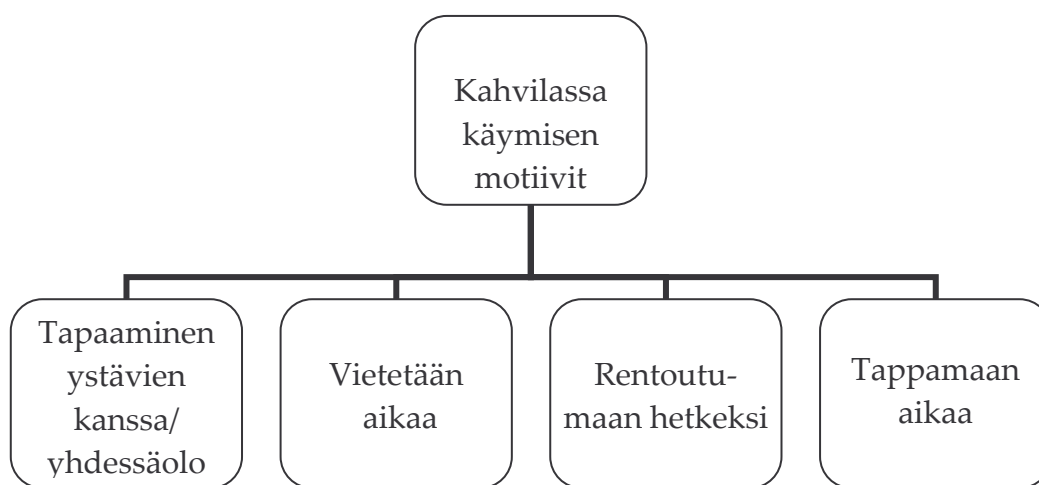 Kahvilassa
käymisen
motiivit
Tapaaminen
ystävien
kanssa/
yhdessäolo
Vietetään
aikaa
Rentoutu-
maan hetkeksi
Tappamaan
aikaa